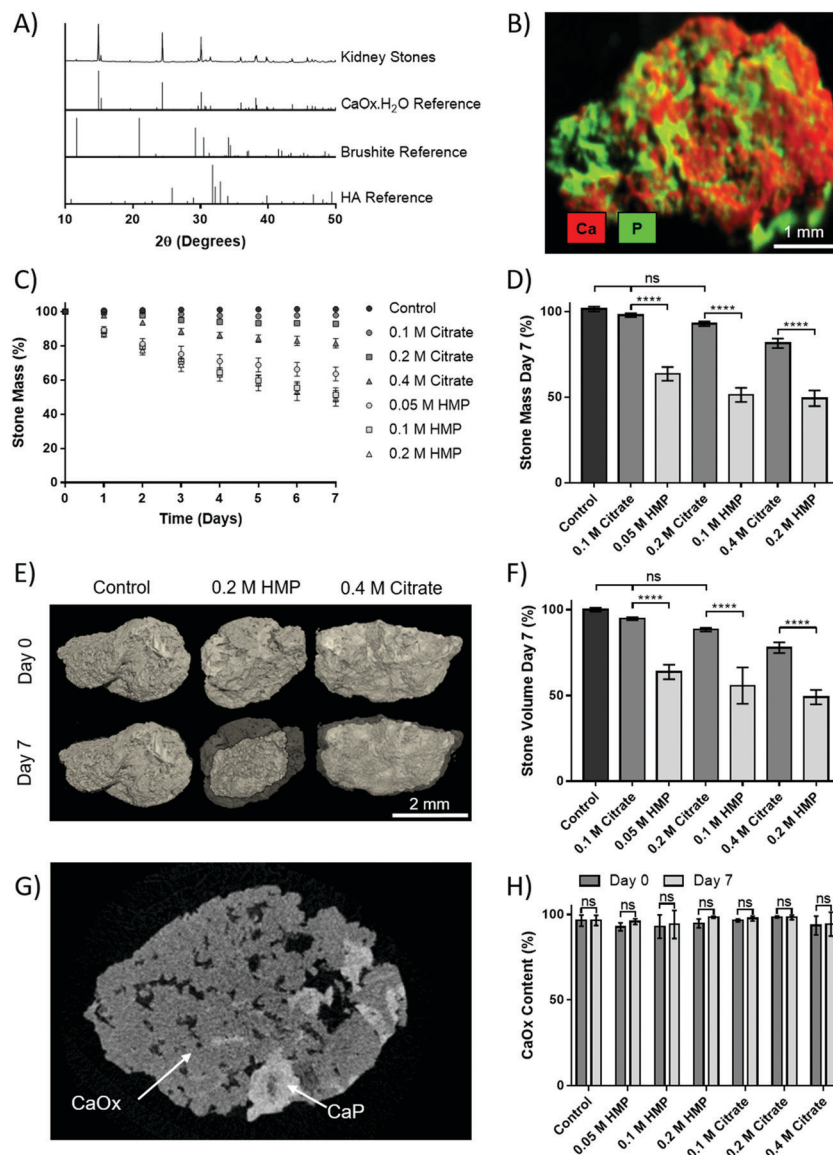 A)
Kidney Stones
CaOx.H₂O Reference
Brushite Reference
HA Reference
10 20 30 40 50
2θ (Degrees)
B)
Ca P
1 mm
C)
Stone Mass (%)
100
80
60
40
20
0
0 1 2 3 4 5 6 7
Time (Days)
Control
0.1 M Citrate
0.2 M Citrate
0.4 M Citrate
0.05 M HMP
0.1 M HMP
0.2 M HMP
D)
Stone Mass Day 7 (%)
100
50
0
ns
**** **** ****
Control
0.1 M Citrate
0.05 M HMP
0.2 M Citrate
0.1 M HMP
0.4 M Citrate
0.2 M HMP
E)
Control 0.2 M HMP 0.4 M Citrate
Day 0
Day 7
2 mm
F)
Stone Volume Day 7 (%)
100
50
0
ns
**** **** ****
Control
0.1 M Citrate
0.05 M HMP
0.2 M Citrate
0.1 M HMP
0.4 M Citrate
0.2 M HMP
G)
CaOx
CaP
H)
Day 0 Day 7
CaOx Content (%)
100
50
0
ns ns ns ns ns ns ns
Control
0.05 M HMP
0.1 M HMP
0.2 M HMP
0.1 M Citrate
0.2 M Citrate
0.4 M Citrate